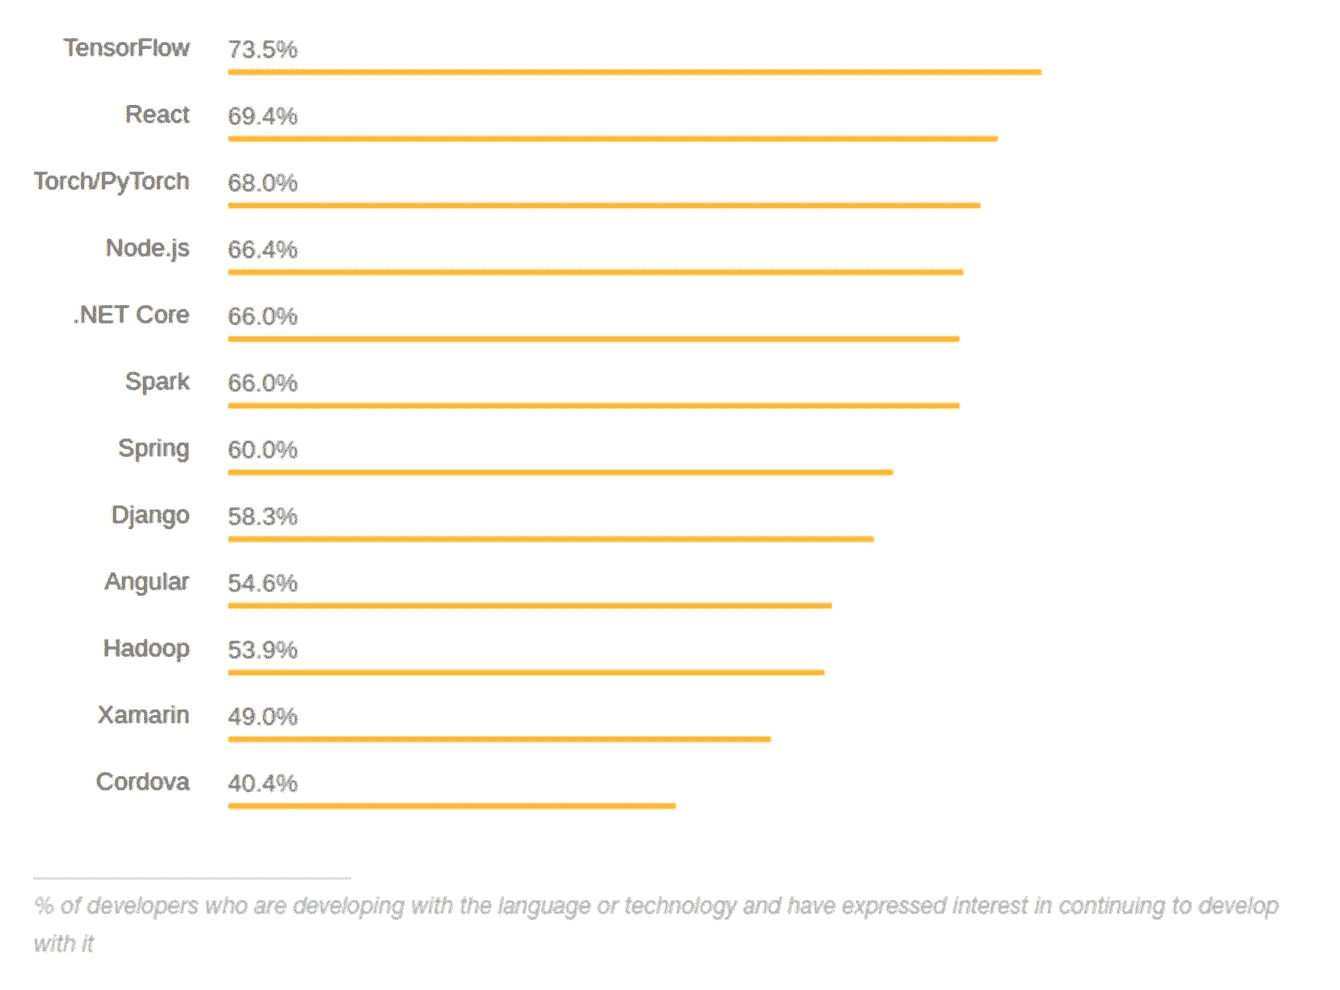 TensorFlow 73.5%
React 69.4%
Torch/PyTorch 68.0%
Node.js 66.4%
.NET Core 66.0%
Spark 66.0%
Spring 60.0%
Django 58.3%
Angular 54.6%
Hadoop 53.9%
Xamarin 49.0%
Cordova 40.4%
% of developers who are developing with the language or technology and have expressed interest in continuing to develop
with it